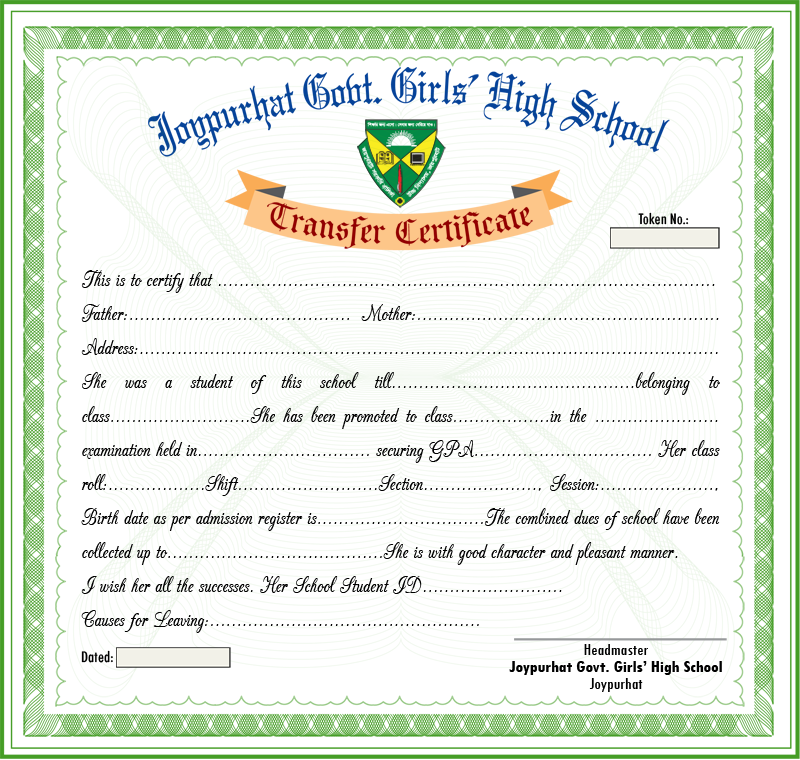 Joypurhat Govt. Girls' High School
Transfer Certificate
Token No.:
This is to certify that ..................................................................................................
Father:............................................ Mother:............................................................
Address:....................................................................................................................
She was a student of this school till................................................belonging to
class............................She has been promoted to class...................in the .........................
examination held in.................................. securing GPA................................... Her class
roll:...................Shift....................,.......Section......................., Session:.......................,
Birth date as per admission register is.................................The combined dues of school have been
collected up to...........................................She is with good character and pleasant manner.
I wish her all the successes. Her School Student ID............................
Causes for Leaving:......................................................
Dated:
Headmaster
Joypurhat Govt. Girls' High School
Joypurhat